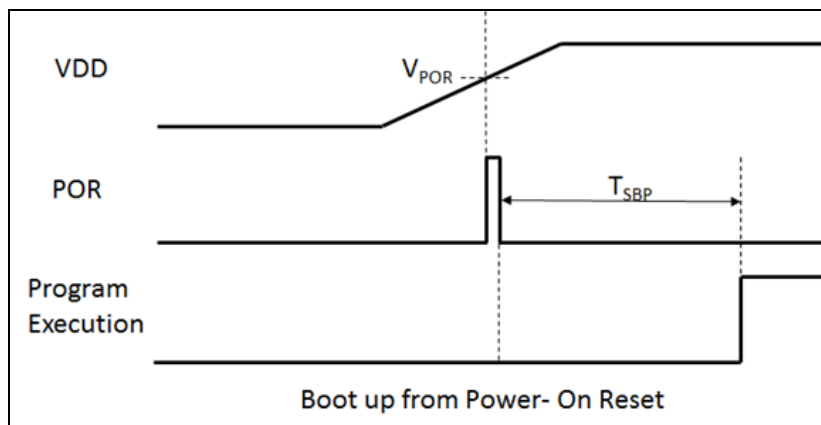 VDD
VPOR
POR
TSBP
Program
Execution
Boot up from Power- On Reset